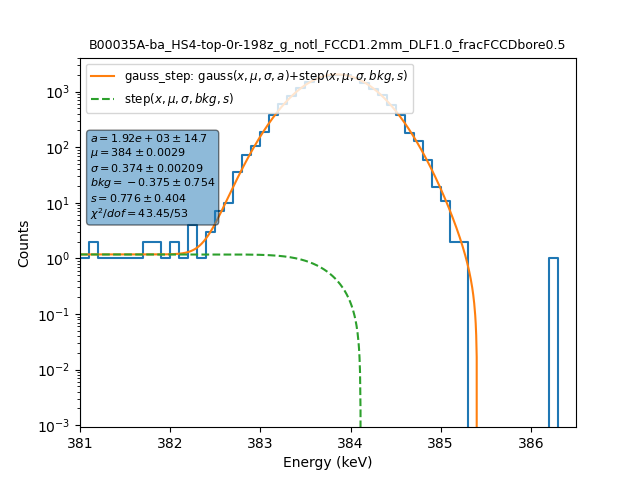 B00035A-ba_HS4-top-0r-198z_g_notl_FCCD1.2mm_DLF1.0_fracFCCDbore0.5
gauss_step: gauss(x, μ, σ, a)+step(x, μ, σ, bkg, s)
step(x, μ, σ, bkg, s)
a = 1.92e + 03 ± 14.7
μ = 384 ± 0.0029
σ = 0.374 ± 0.00209
bkg = −0.375 ± 0.754
s = 0.776 ± 0.404
χ²/dof = 43.45/53
Counts
10³
10²
10¹
10⁰
10⁻¹
10⁻²
10⁻³
381 382 383 384 385 386
Energy (keV)